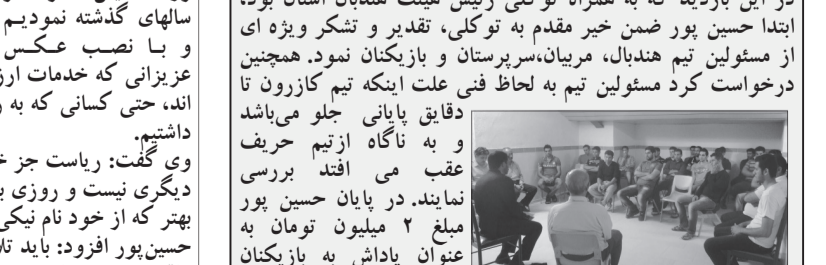 در این بازدید که به همراه توکلی رئیس هیئت هندبال استان بود،
ابتدا حسین پور ضمن خیر مقدم به توکلی، تقدیر و تشکر ویژه ای
از مسئولین تیم هندبال، مربیان،سرپرستان و بازیکنان نمود. همچنین
درخواست کرد مسئولین تیم به لحاظ فنی علت اینکه تیم کازرون تا
دقایق پایانی جلو می‌باشد
و به ناگاه ازتیم حریف
عقب می افتد بررسی
نمایند. در پایان حسین پور
مبلغ ۲ میلیون تومان به
عنوان پاداش به بازیکنان
سالهای گذشته نمودیم
و با نصب عکس
عزیزانی که خدمات
اند، حتی کسانی که به
داشتیم.
وی گفت: ریاست جز
دیگری نیست و روزی
بهتر که از خود نام نیکی
حسین‌پور افزود: باید